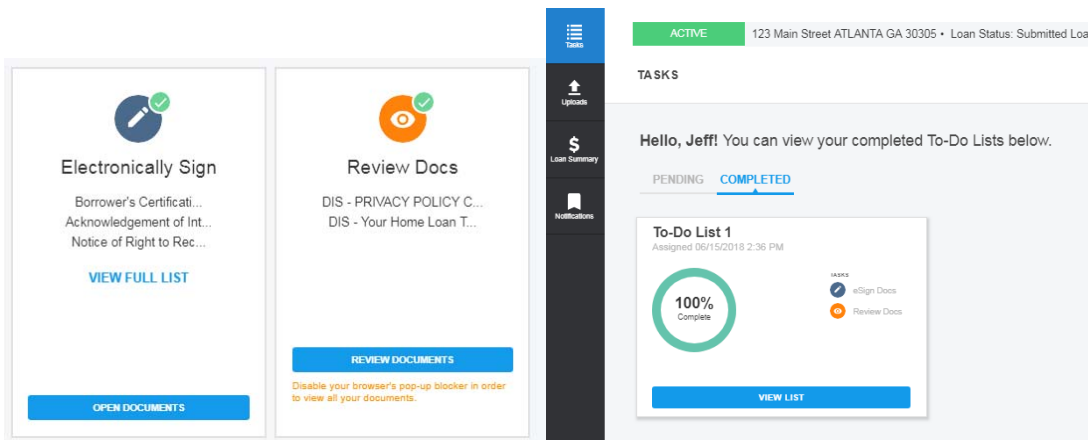 Electronically Sign
Borrower's Certificati...
Acknowledgement of Int...
Notice of Right to Rec...
VIEW FULL LIST
OPEN DOCUMENTS
Review Docs
DIS - PRIVACY POLICY C...
DIS - Your Home Loan T...
REVIEW DOCUMENTS
Disable your browser's pop-up blocker in order
to view all your documents.
Tasks
Uploads
Loan Summary
Notifications
ACTIVE
123 Main Street ATLANTA GA 30305 • Loan Status: Submitted Loa
TASKS
Hello, Jeff! You can view your completed To-Do Lists below.
PENDING COMPLETED
To-Do List 1
Assigned 06/15/2018 2:36 PM
100%
Complete
TASKS
eSign Docs
Review Docs
VIEW LIST